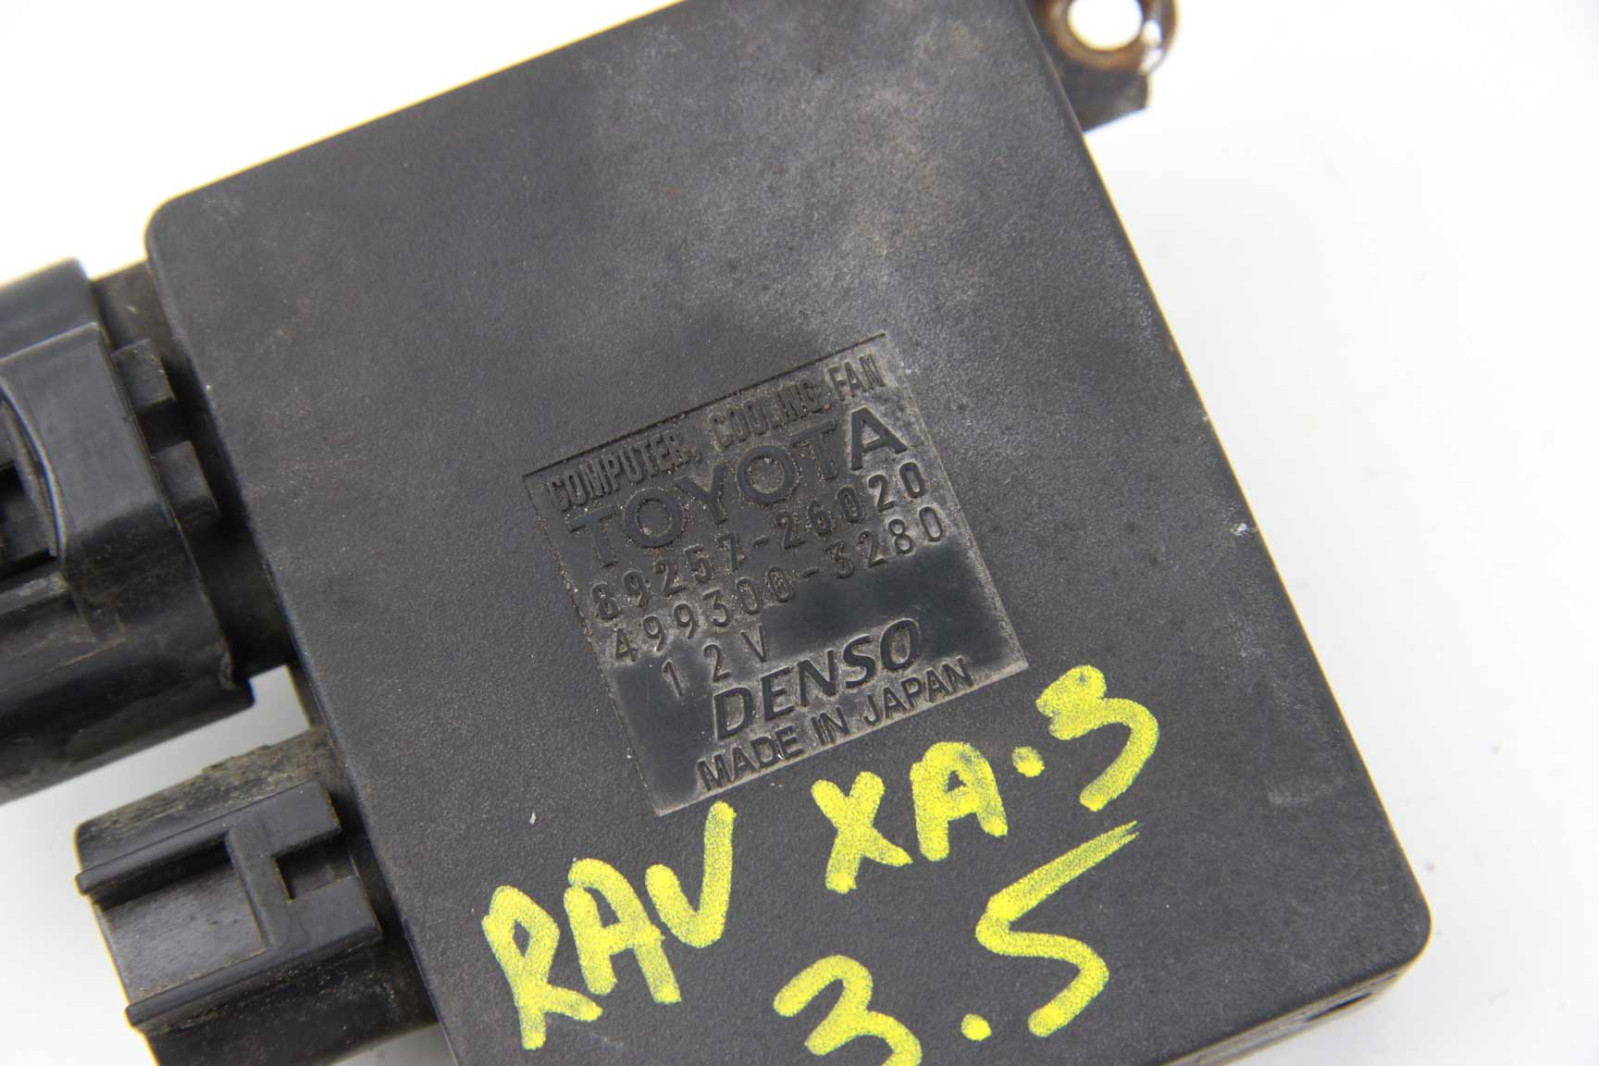 COMPUTER, COOLING FAN
TOYOTA
89257-26020
499300-3280
12V
DENSO
MADE IN JAPAN
RAV XA.3
3.5